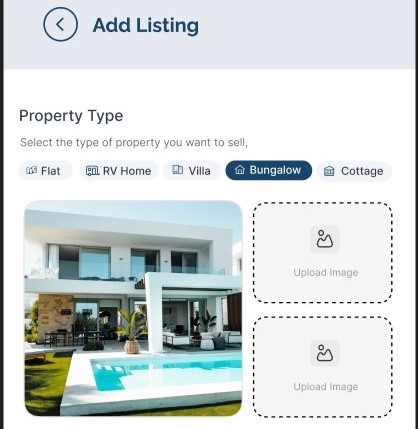 Add Listing
Property Type
Select the type of property you want to sell,
Flat RV Home Villa Bungalow Cottage
Upload Image
Upload Image